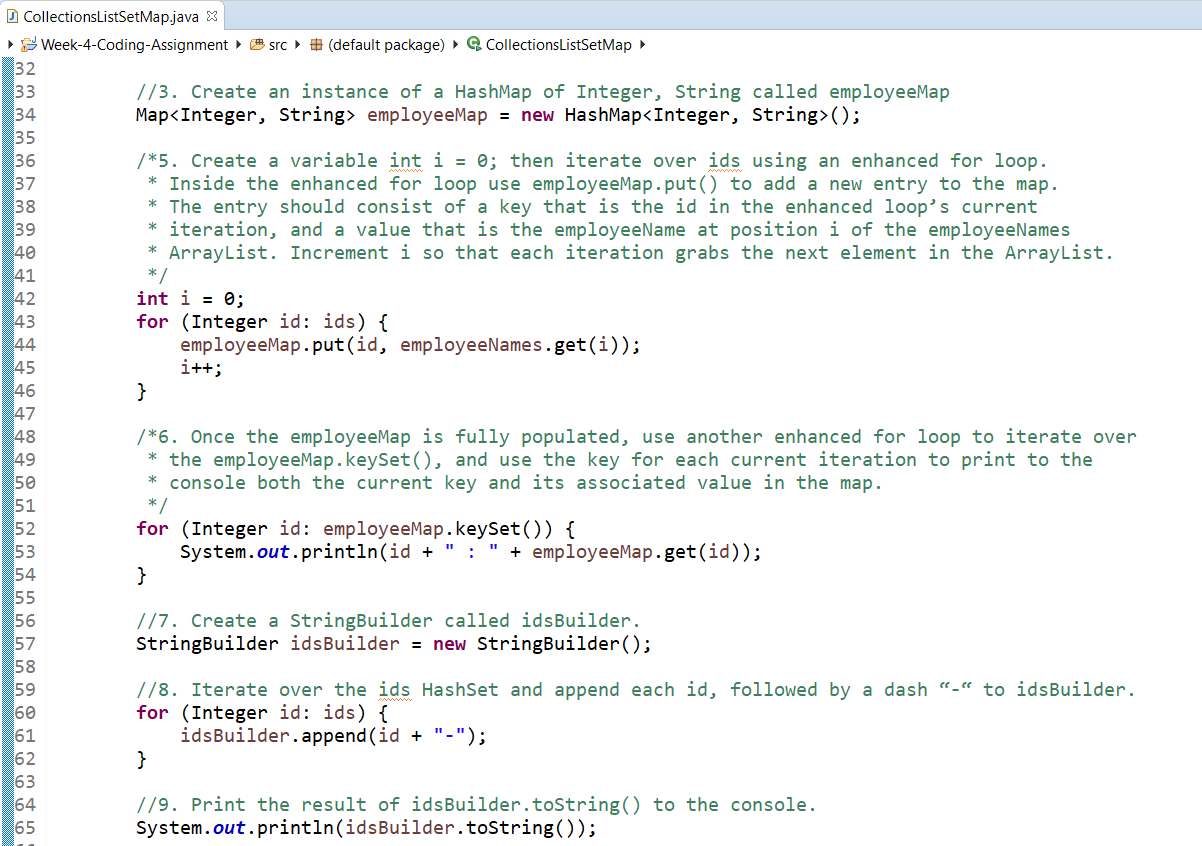 CollectionsListSetMap.java
Week-4-Coding-Assignment src (default package) CollectionsListSetMap
32
33 //3. Create an instance of a HashMap of Integer, String called employeeMap
34 Map<Integer, String> employeeMap = new HashMap<Integer, String>();
35
36 /*5. Create a variable int i = 0; then iterate over ids using an enhanced for loop.
37 * Inside the enhanced for loop use employeeMap.put() to add a new entry to the map.
38 * The entry should consist of a key that is the id in the enhanced loop’s current
39 * iteration, and a value that is the employeeName at position i of the employeeNames
40 * ArrayList. Increment i so that each iteration grabs the next element in the ArrayList.
41 */
42 int i = 0;
43 for (Integer id: ids) {
44 employeeMap.put(id, employeeNames.get(i));
45 i++;
46 }
47
48 /*6. Once the employeeMap is fully populated, use another enhanced for loop to iterate over
49 * the employeeMap.keySet(), and use the key for each current iteration to print to the
50 * console both the current key and its associated value in the map.
51 */
52 for (Integer id: employeeMap.keySet()) {
53 System.out.println(id + " : " + employeeMap.get(id));
54 }
55
56 //7. Create a StringBuilder called idsBuilder.
57 StringBuilder idsBuilder = new StringBuilder();
58
59 //8. Iterate over the ids HashSet and append each id, followed by a dash “-“ to idsBuilder.
60 for (Integer id: ids) {
61 idsBuilder.append(id + "-");
62 }
63
64 //9. Print the result of idsBuilder.toString() to the console.
65 System.out.println(idsBuilder.toString());